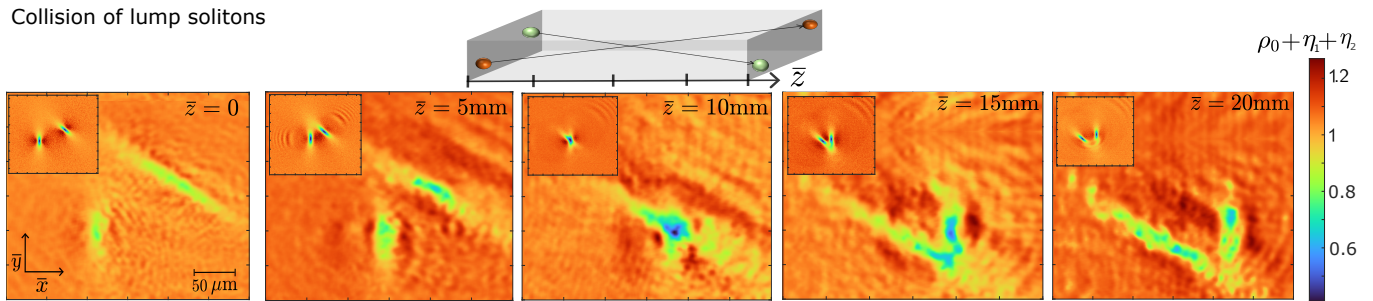 Collision of lump solitons
z̅
ρ₀+η₁+η₂
z̅ = 0
z̅ = 5mm
z̅ = 10mm
z̅ = 15mm
z̅ = 20mm
1.2
1
0.8
0.6
y̅
x̅
50 μm